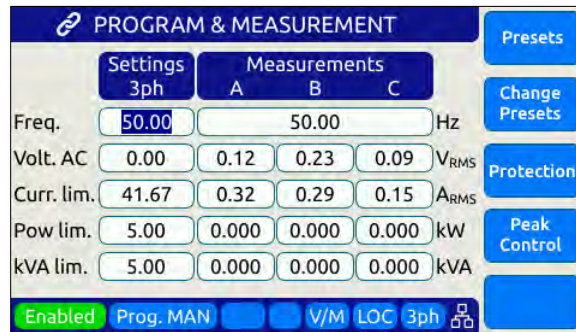 PROGRAM & MEASUREMENT
Presets
Settings Measurements
3ph A B C
Change
Presets
Freq. 50.00 50.00 Hz
Volt. AC 0.00 0.12 0.23 0.09 VRMS
Protection
Curr. lim. 41.67 0.32 0.29 0.15 ARMS
Pow lim. 5.00 0.000 0.000 0.000 kW
Peak
Control
kVA lim. 5.00 0.000 0.000 0.000 kVA
Enabled Prog. MAN V/M LOC 3ph